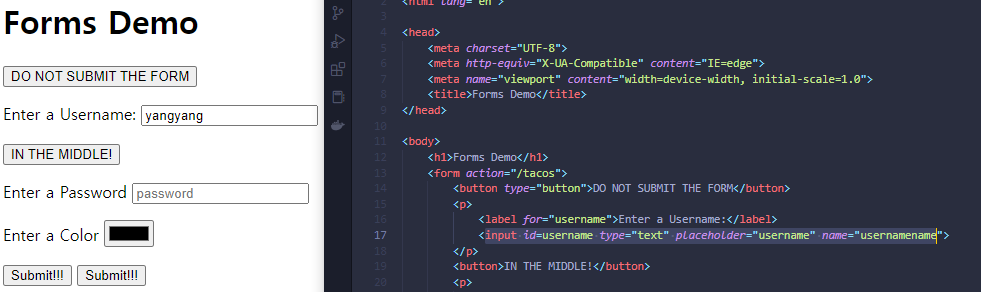 Forms Demo
DO NOT SUBMIT THE FORM
Enter a Username: yangyang
IN THE MIDDLE!
Enter a Password password
Enter a Color
Submit!!! Submit!!!
2 <html lang="en">
3
4 <head>
5 <meta charset="UTF-8">
6 <meta http-equiv="X-UA-Compatible" content="IE=edge">
7 <meta name="viewport" content="width=device-width, initial-scale=1.0">
8 <title>Forms Demo</title>
9 </head>
10
11 <body>
12 <h1>Forms Demo</h1>
13 <form action="/tacos">
14 <button type="button">DO NOT SUBMIT THE FORM</button>
15 <p>
16 <label for="username">Enter a Username:</label>
17 <input id=username type="text" placeholder="username" name="usernamename">
18 </p>
19 <button>IN THE MIDDLE!</button>
20 <p>